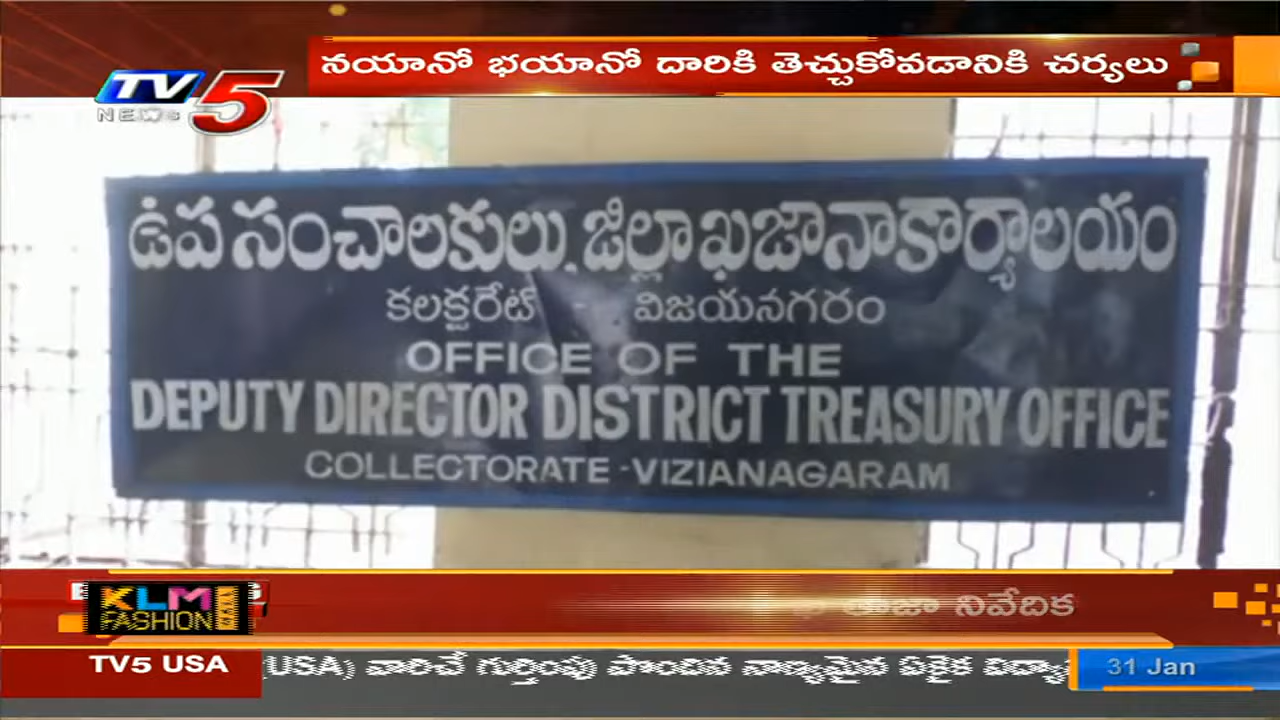 నయానో భయానో దారికి తెచ్చుకోవడానికి చర్యలు
TV5
NEWS
ఉప సంచాలకులు, జిల్లా ఖజానా కార్యాలయం
కలక్టరేట్ విజయనగరం
OFFICE OF THE
DEPUTY DIRECTOR DISTRICT TREASURY OFFICE
COLLECTORATE - VIZIANAGARAM
తాజా నివేదిక
KLM
FASHION
TV5 USA
(USA) వారిచే గుర్తింపు పొందిన
31 Jan